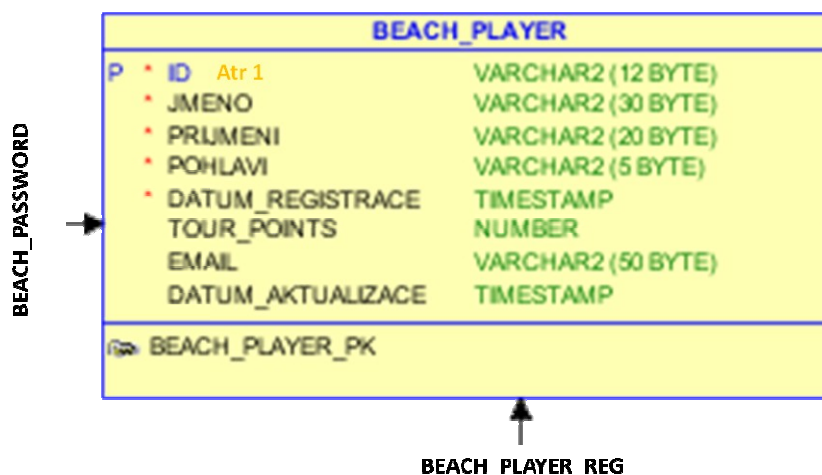 BEACH_PLAYER
P * ID Atr 1 VARCHAR2 (12 BYTE)
* JMENO VARCHAR2 (30 BYTE)
* PRIJMENI VARCHAR2 (20 BYTE)
* POHLAVI VARCHAR2 (5 BYTE)
* DATUM_REGISTRACE TIMESTAMP
TOUR_POINTS NUMBER
EMAIL VARCHAR2 (50 BYTE)
DATUM_AKTUALIZACE TIMESTAMP
BEACH_PLAYER_PK
BEACH_PASSWORD
BEACH_PLAYER_REG